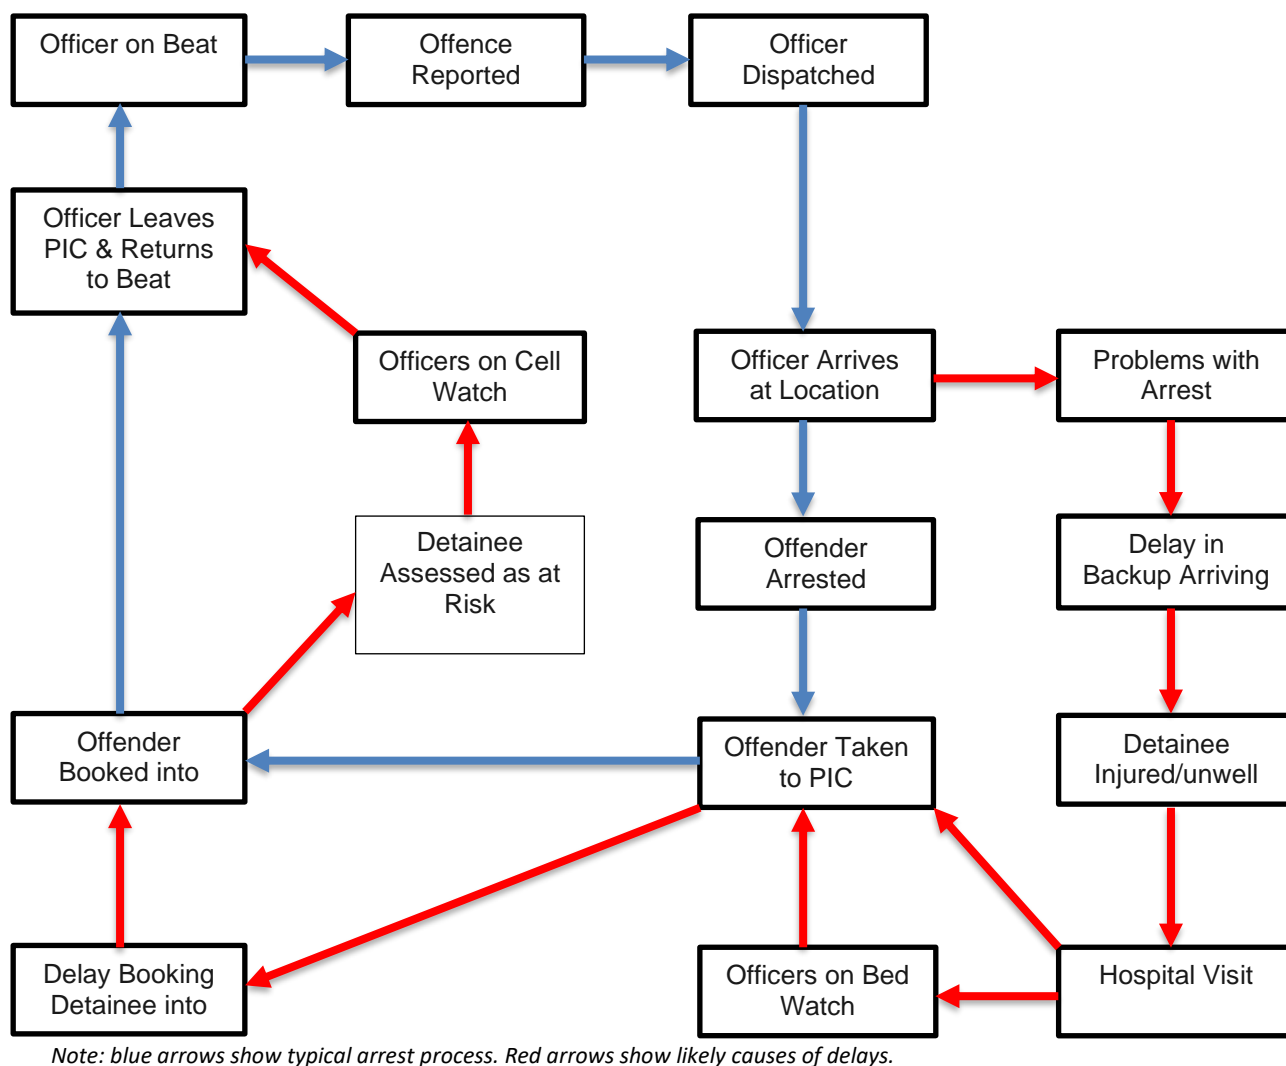 Officer on Beat
Offence
Reported
Officer
Dispatched
Officer Leaves
PIC & Returns
to Beat
Officers on Cell
Watch
Officer Arrives
at Location
Problems with
Arrest
Detainee
Assessed as at
Risk
Offender
Arrested
Delay in
Backup Arriving
Offender
Booked into
Offender Taken
to PIC
Detainee
Injured/unwell
Delay Booking
Detainee into
Officers on Bed
Watch
Hospital Visit
Note: blue arrows show typical arrest process. Red arrows show likely causes of delays.